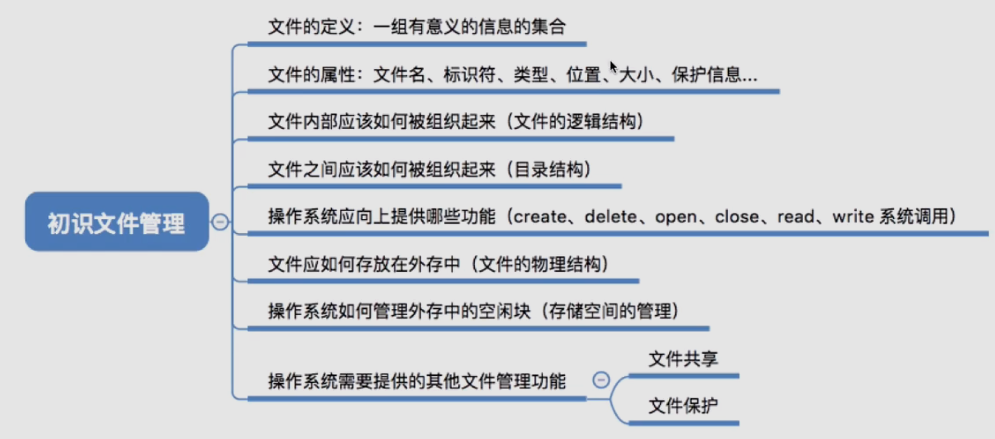 文件的定义：一组有意义的信息的集合
文件的属性：文件名、标识符、类型、位置、大小、保护信息...
文件内部应该如何被组织起来（文件的逻辑结构）
文件之间应该如何被组织起来（目录结构）
初识文件管理
操作系统应向上提供哪些功能（create、delete、open、close、read、write 系统调用）
文件应如何存放在外存中（文件的物理结构）
操作系统如何管理外存中的空闲块（存储空间的管理）
操作系统需要提供的其他文件管理功能
文件共享
文件保护